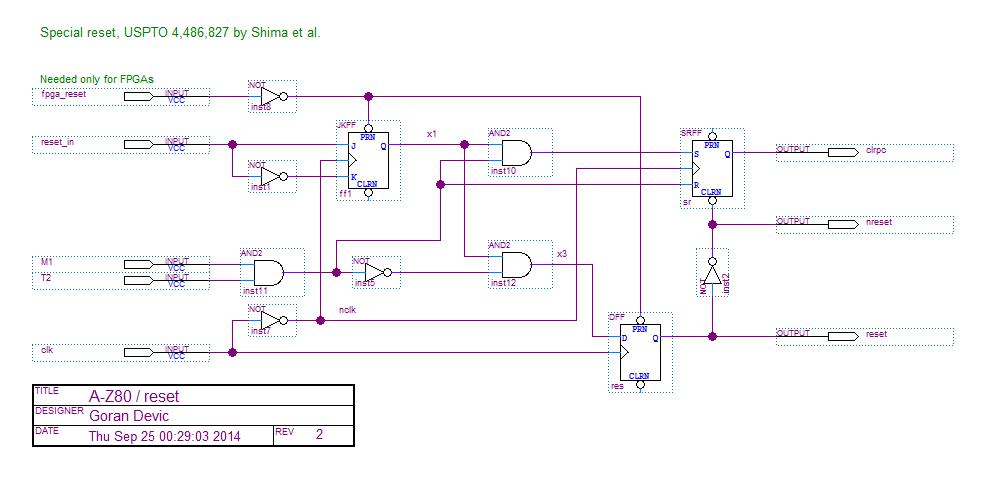 Special reset, USPTO 4,486,827 by Shima et al.
Needed only for FPGAs
fpga_reset
INPUT
VCC
NOT
inst8
reset_in
INPUT
VCC
NOT
inst1
JKFF
PRN
J
Q
K
CLRN
ff1
x1
AND2
inst10
SRFF
PRN
S
Q
R
CLRN
sr
OUTPUT
clrpc
OUTPUT
nreset
M1
INPUT
VCC
T2
INPUT
VCC
AND2
inst11
NOT
inst5
AND2
inst12
x3
NOT
inst2
NOT
inst7
nclk
clk
INPUT
VCC
DFF
PRN
D
Q
CLRN
res
OUTPUT
reset
TITLE
A-Z80 / reset
DESIGNER
Goran Devic
DATE
Thu Sep 25 00:29:03 2014
REV
2